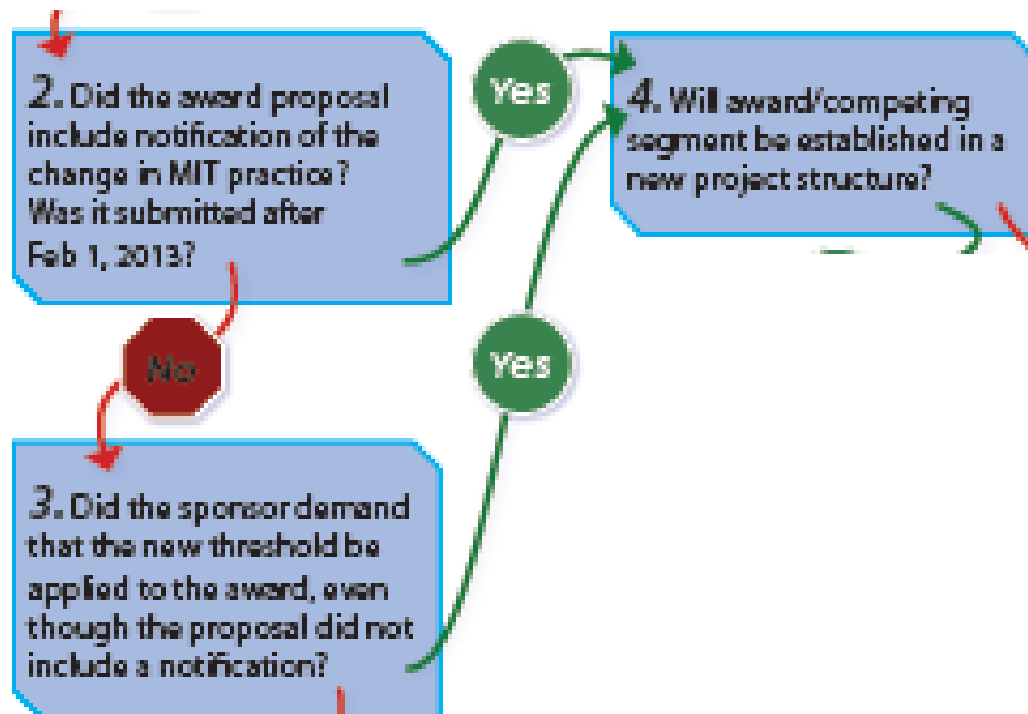 2. Did the award proposal
include notification of the
change in MIT practice?
Was it submitted after
Feb 1, 2013?
Yes
4. Will award/competing
segment be established in a
new project structure?
No
Yes
3. Did the sponsor demand
that the new threshold be
applied to the award, even
though the proposal did not
include a notification?